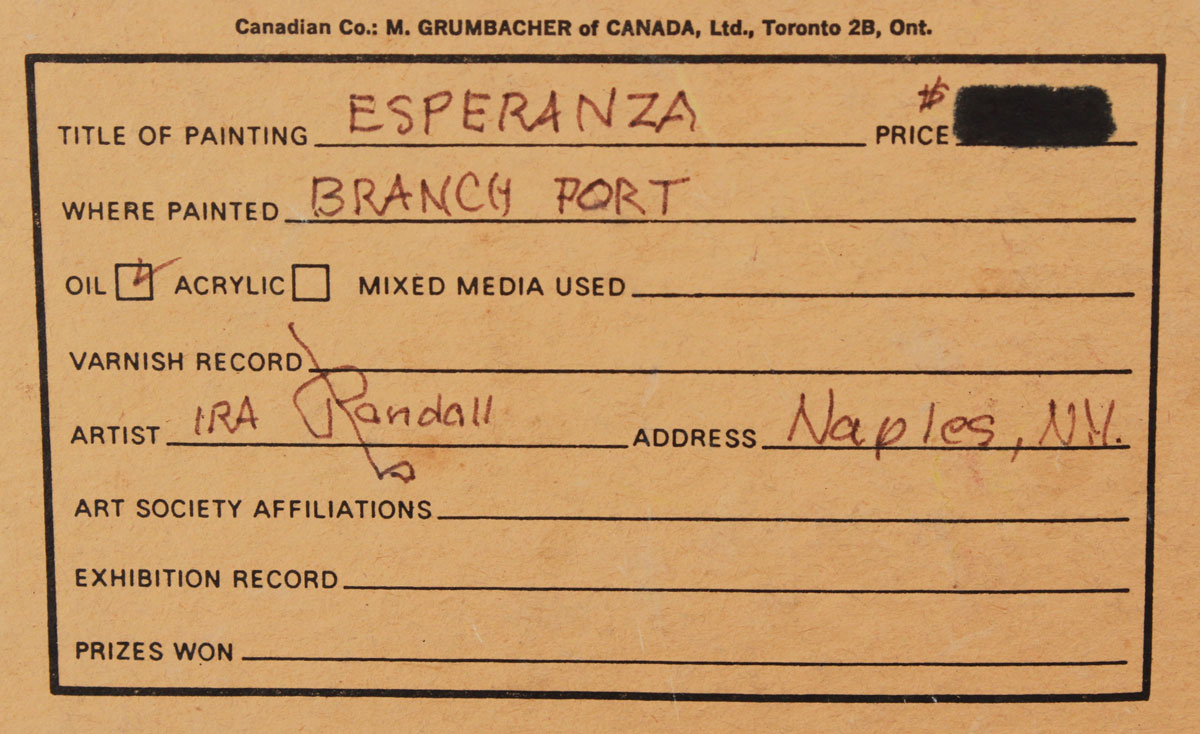 Canadian Co.: M. GRUMBACHER of CANADA, Ltd., Toronto 2B, Ont.
TITLE OF PAINTING ESPERANZA PRICE $
WHERE PAINTED BRANCH PORT
OIL ACRYLIC MIXED MEDIA USED
VARNISH RECORD
ARTIST IRA Randall ADDRESS Naples, N.Y.
ART SOCIETY AFFILIATIONS
EXHIBITION RECORD
PRIZES WON